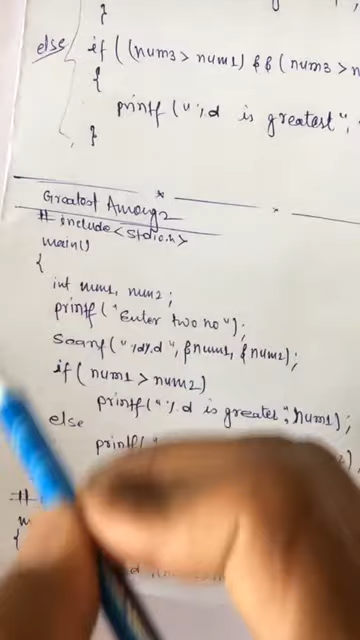 }
else if ((num3 > num1) && (num3 >
{
printf ("%d is greatest",
}
Greatest Among 2
# include <stdio.h>
main()
{
int num1, num2;
printf ("Enter two no");
Scanf ("%d%d", &num1, &num2);
if (num1 > num2)
printf ("%d is greater", num1);
else
printf("
#
{